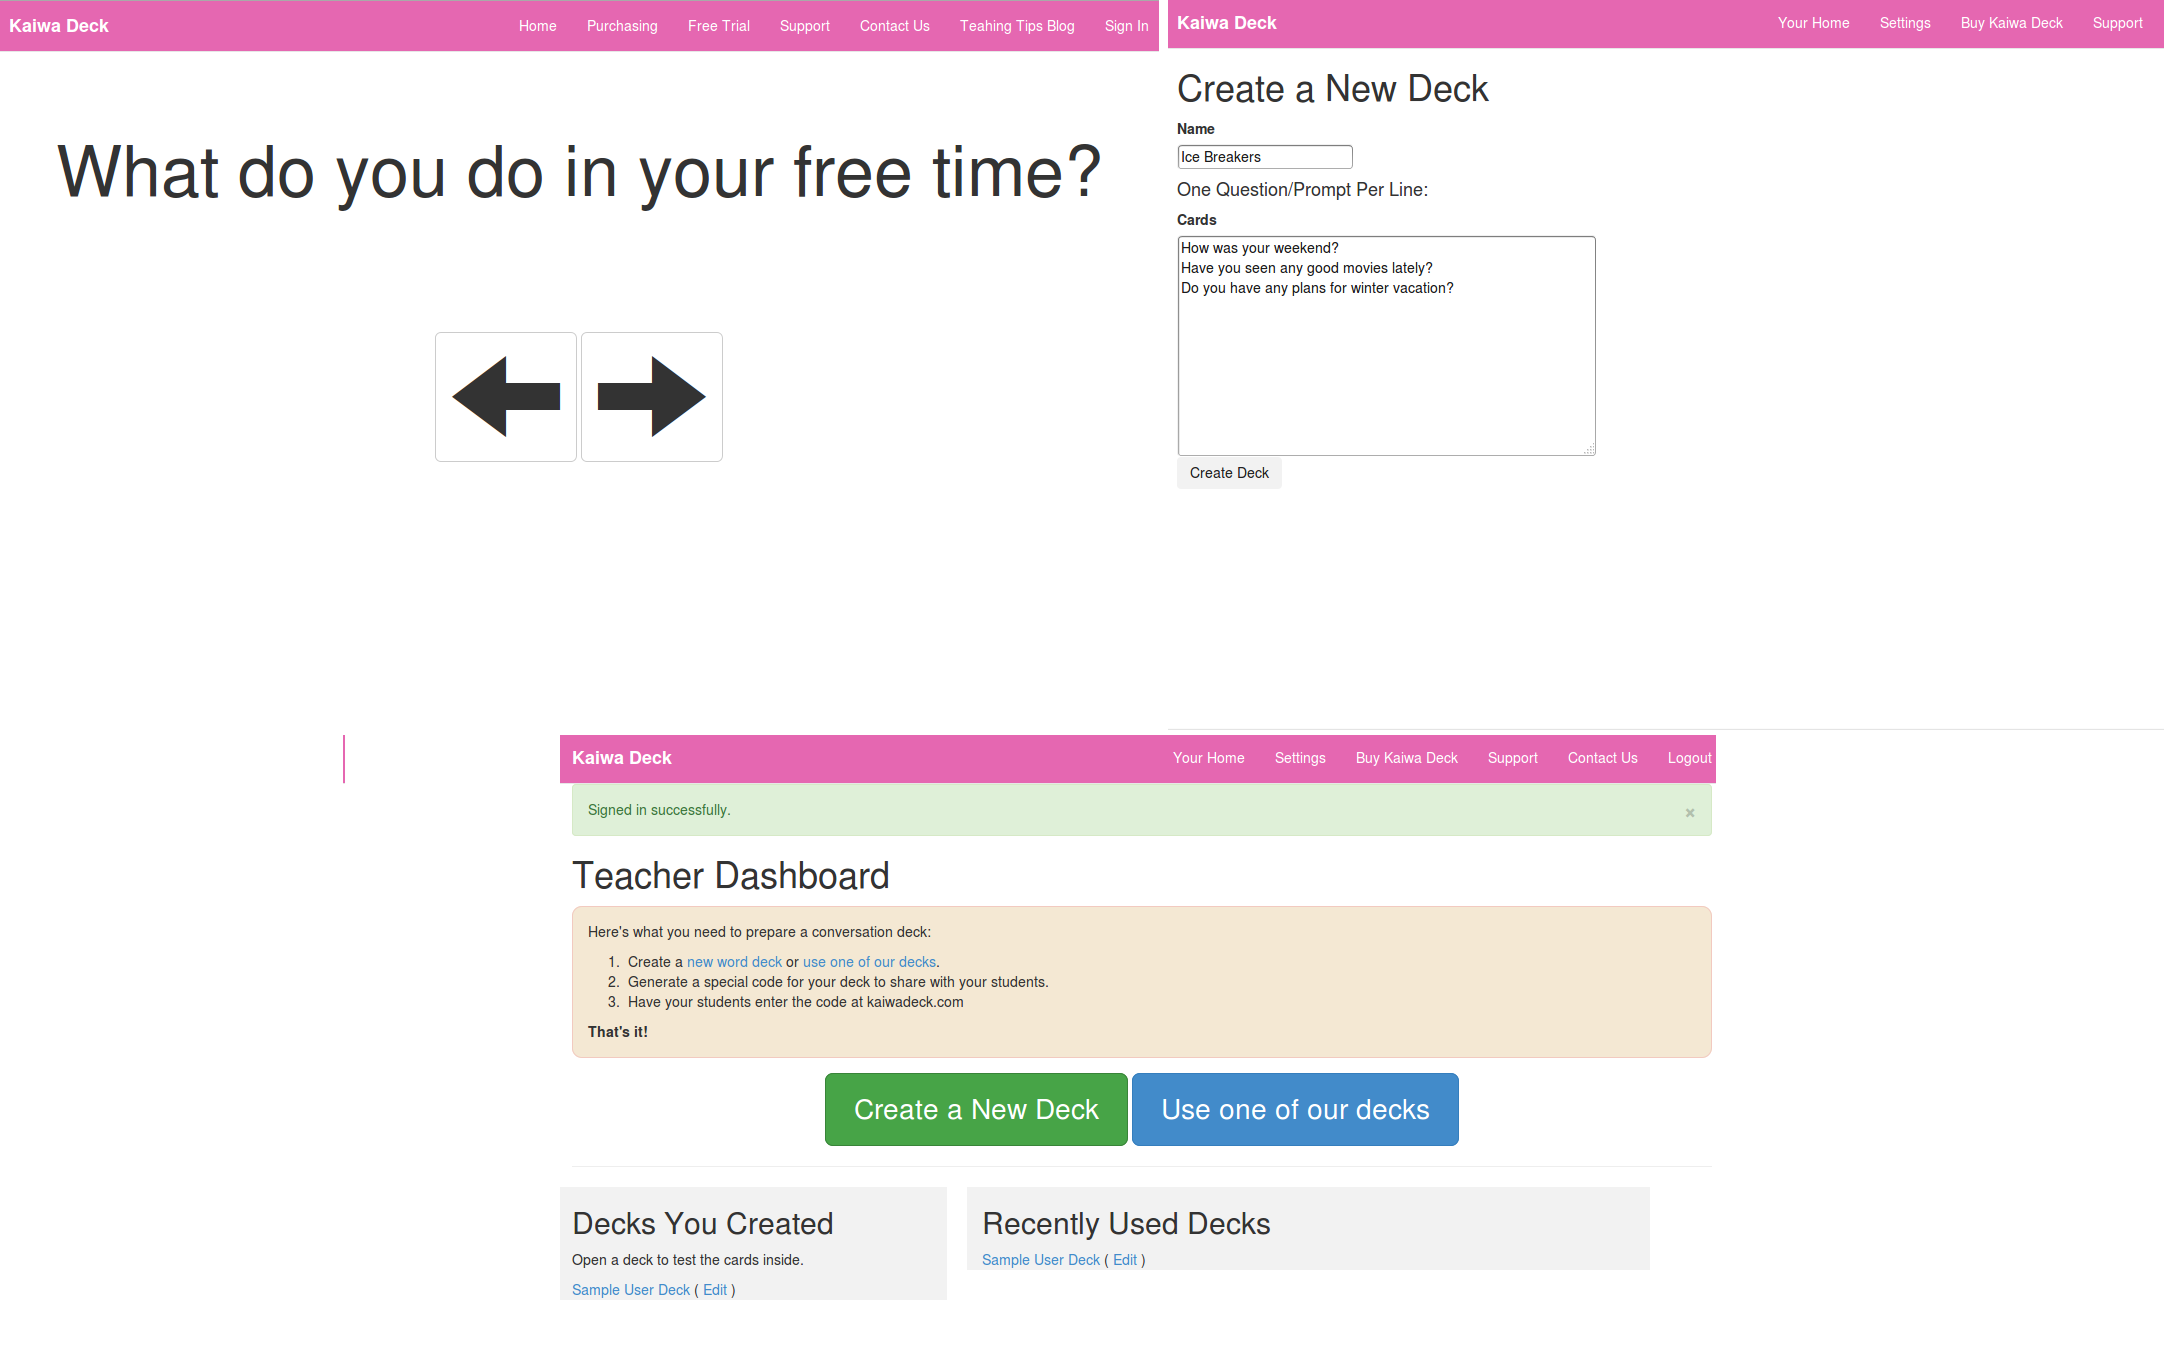 Kaiwa Deck
Home Purchasing Free Trial Support Contact Us Teahing Tips Blog Sign In
What do you do in your free time?
Kaiwa Deck
Your Home Settings Buy Kaiwa Deck Support
Create a New Deck
Name
Ice Breakers
One Question/Prompt Per Line:
Cards
How was your weekend?
Have you seen any good movies lately?
Do you have any plans for winter vacation?
Create Deck
Kaiwa Deck
Your Home Settings Buy Kaiwa Deck Support Contact Us Logout
Signed in successfully.
×
Teacher Dashboard
Here's what you need to prepare a conversation deck:
1. Create a new word deck or use one of our decks.
2. Generate a special code for your deck to share with your students.
3. Have your students enter the code at kaiwadeck.com
That's it!
Create a New Deck
Use one of our decks
Decks You Created
Open a deck to test the cards inside.
Sample User Deck ( Edit )
Recently Used Decks
Sample User Deck ( Edit )